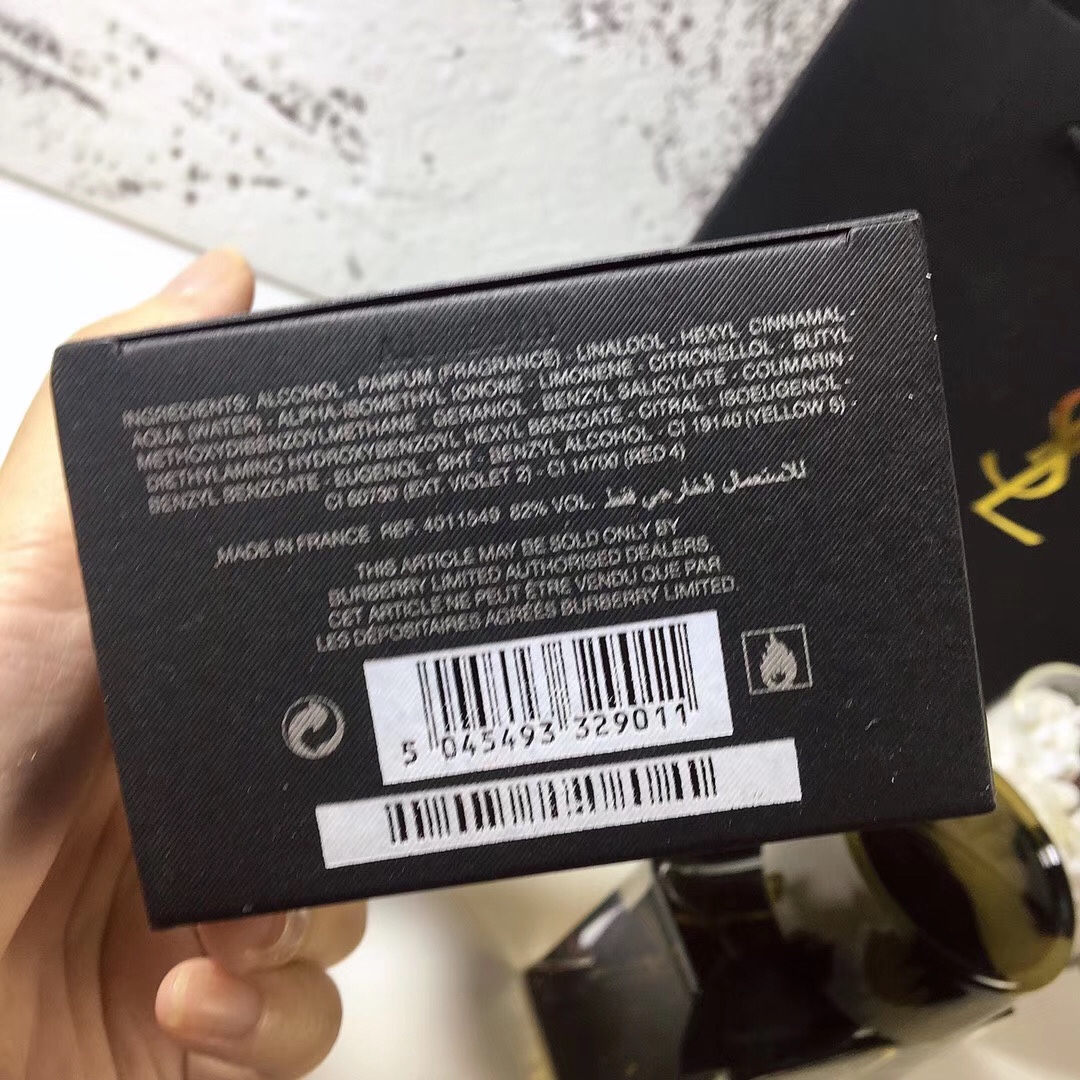 INGREDIENTS, ALCOHOL - PARFUM (FRAGRANCE) - LINALOOL - HEXYL CINNAMAL -
AQUA (WATER) - ALPHA-ISOMETHYL IONONE - LIMONENE - CITRONELLOL - BUTYL
METHOXYDIBENZOYLMETHANE - GERANIOL - BENZYL SALICYLATE - COUMARIN -
DIETHYLAMINO HYDROXYBENZOYL HEXYL BENZOATE - CITRAL - ISOEUGENOL -
BENZYL BENZOATE - EUGENOL - BHT - BENZYL ALCOHOL - CI 19140 (YELLOW 5) -
CI 60730 (EXT. VIOLET 2) - CI 14700 (RED 4)
MADE IN FRANCE REF. 4011549 82% VOL. للاستعمال الخارجي فقط
THIS ARTICLE MAY BE SOLD ONLY BY
BURBERRY LIMITED AUTHORISED DEALERS.
CET ARTICLE NE PEUT ÊTRE VENDU QUE PAR
LES DÉPOSITAIRES AGRÉES BURBERRY LIMITED.
5 045493 329011
YSL